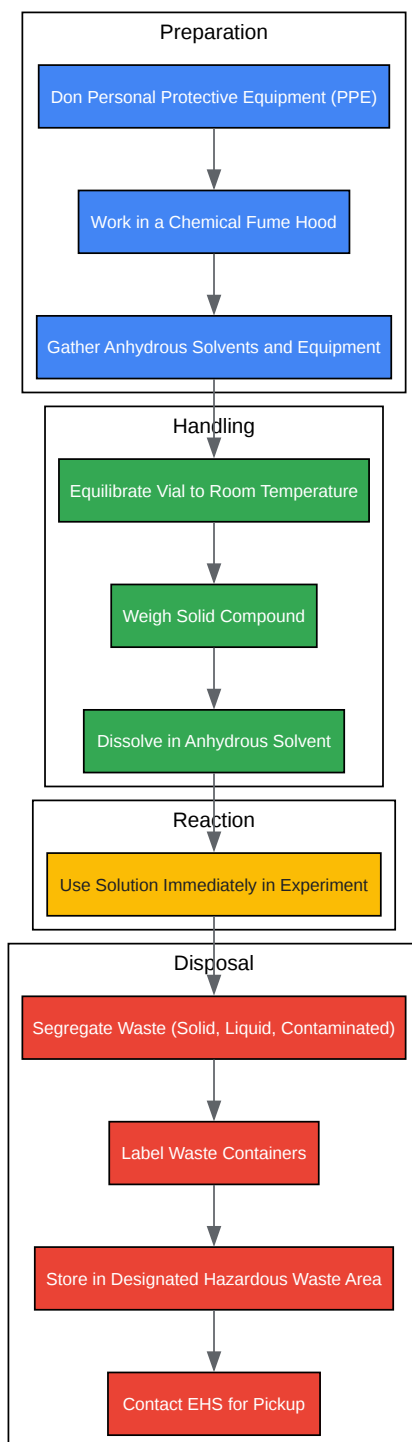 Preparation
Don Personal Protective Equipment (PPE)
Work in a Chemical Fume Hood
Gather Anhydrous Solvents and Equipment
Handling
Equilibrate Vial to Room Temperature
Weigh Solid Compound
Dissolve in Anhydrous Solvent
Reaction
Use Solution Immediately in Experiment
Disposal
Segregate Waste (Solid, Liquid, Contaminated)
Label Waste Containers
Store in Designated Hazardous Waste Area
Contact EHS for Pickup